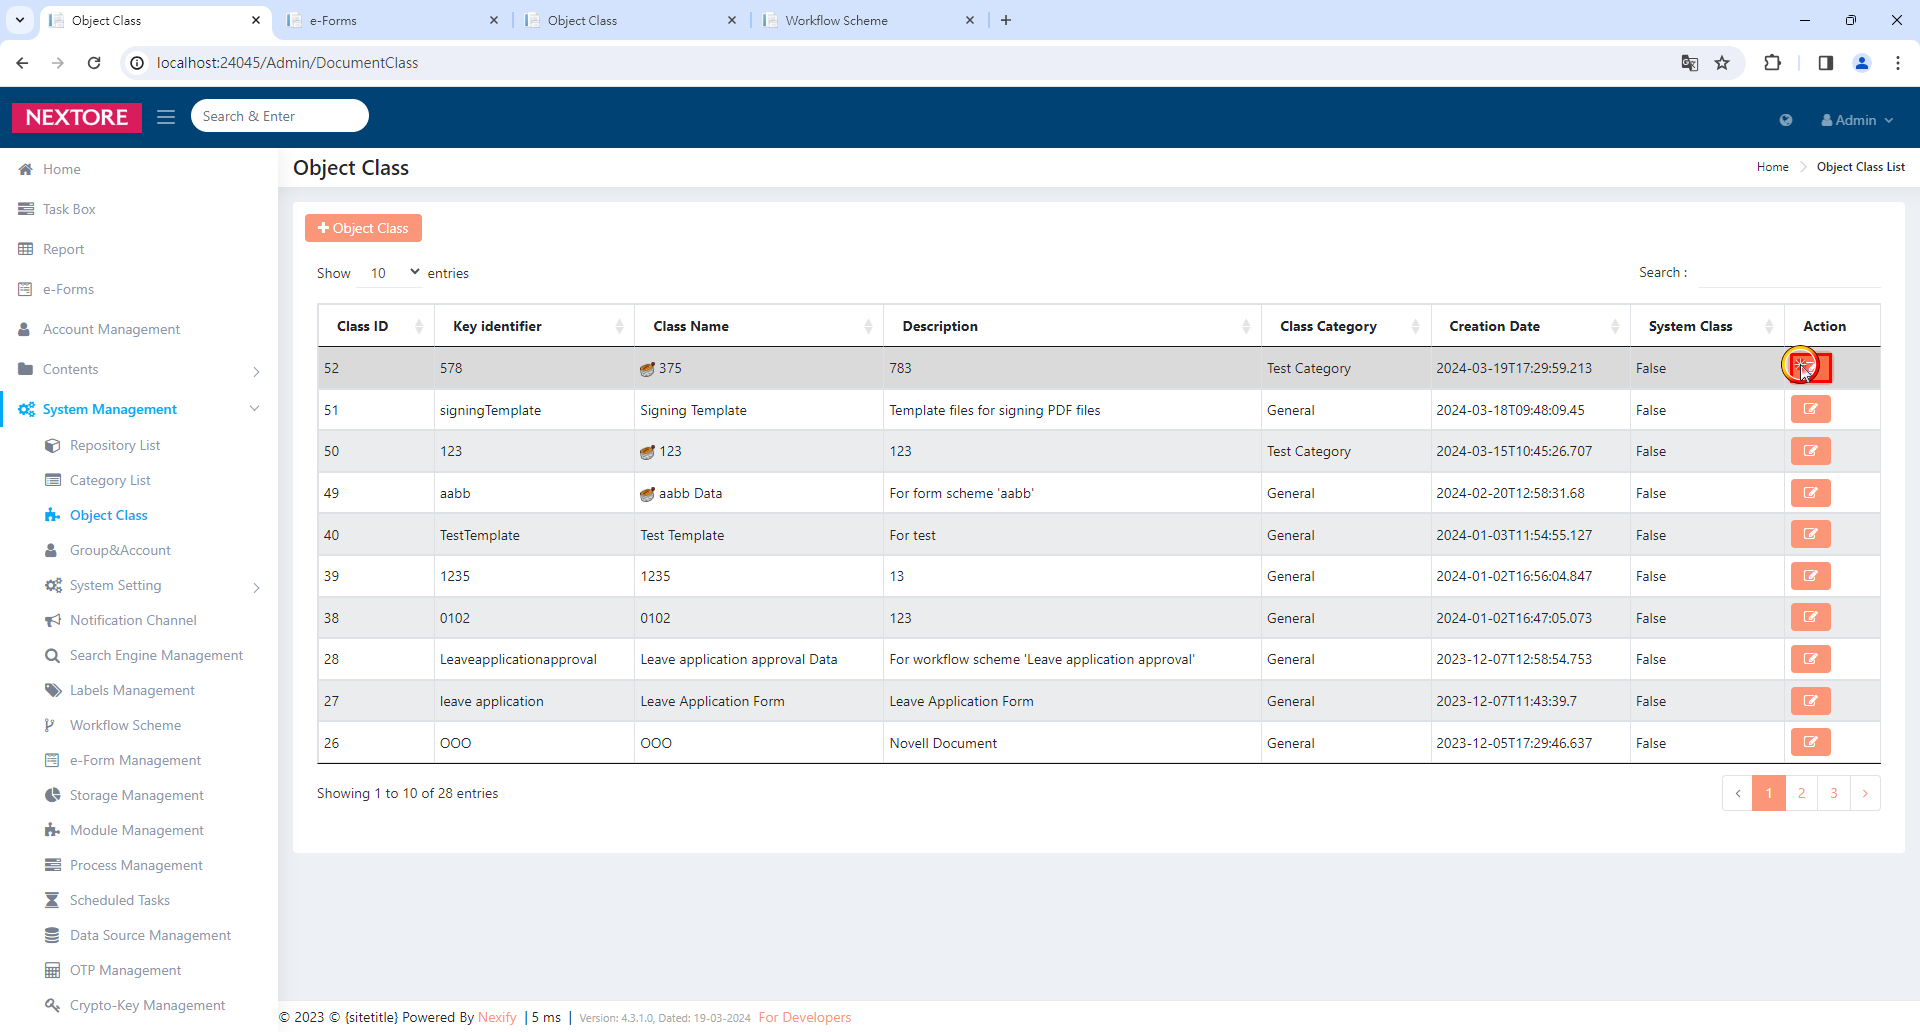 Object Class
e-Forms
Object Class
Workflow Scheme
localhost:24045/Admin/DocumentClass
NEXTORE
Search & Enter
Admin
Home
Task Box
Report
e-Forms
Account Management
Contents
System Management
Repository List
Category List
Object Class
Group&Account
System Setting
Notification Channel
Search Engine Management
Labels Management
Workflow Scheme
e-Form Management
Storage Management
Module Management
Process Management
Scheduled Tasks
Data Source Management
OTP Management
Crypto-Key Management
Object Class
Home Object Class List
Object Class
Show 10 entries
Search :
Class ID Key identifier Class Name Description Class Category Creation Date System Class Action
52 578 375 783 Test Category 2024-03-19T17:29:59.213 False
51 signingTemplate Signing Template Template files for signing PDF files General 2024-03-18T09:48:09.45 False
50 123 123 123 Test Category 2024-03-15T10:45:26.707 False
49 aabb aabb Data For form scheme 'aabb' General 2024-02-20T12:58:31.68 False
40 TestTemplate Test Template For test General 2024-01-03T11:54:55.127 False
39 1235 1235 13 General 2024-01-02T16:56:04.847 False
38 0102 0102 123 General 2024-01-02T16:47:05.073 False
28 Leaveapplicationapproval Leave application approval Data For workflow scheme 'Leave application approval' General 2023-12-07T12:58:54.753 False
27 leave application Leave Application Form Leave Application Form General 2023-12-07T11:43:39.7 False
26 OOO OOO Novell Document General 2023-12-05T17:29:46.637 False
Showing 1 to 10 of 28 entries
‹ 1 2 3 ›
© 2023 © {sitetitle} Powered By Nexify | 5 ms | Version: 4.3.1.0, Dated: 19-03-2024 For Developers